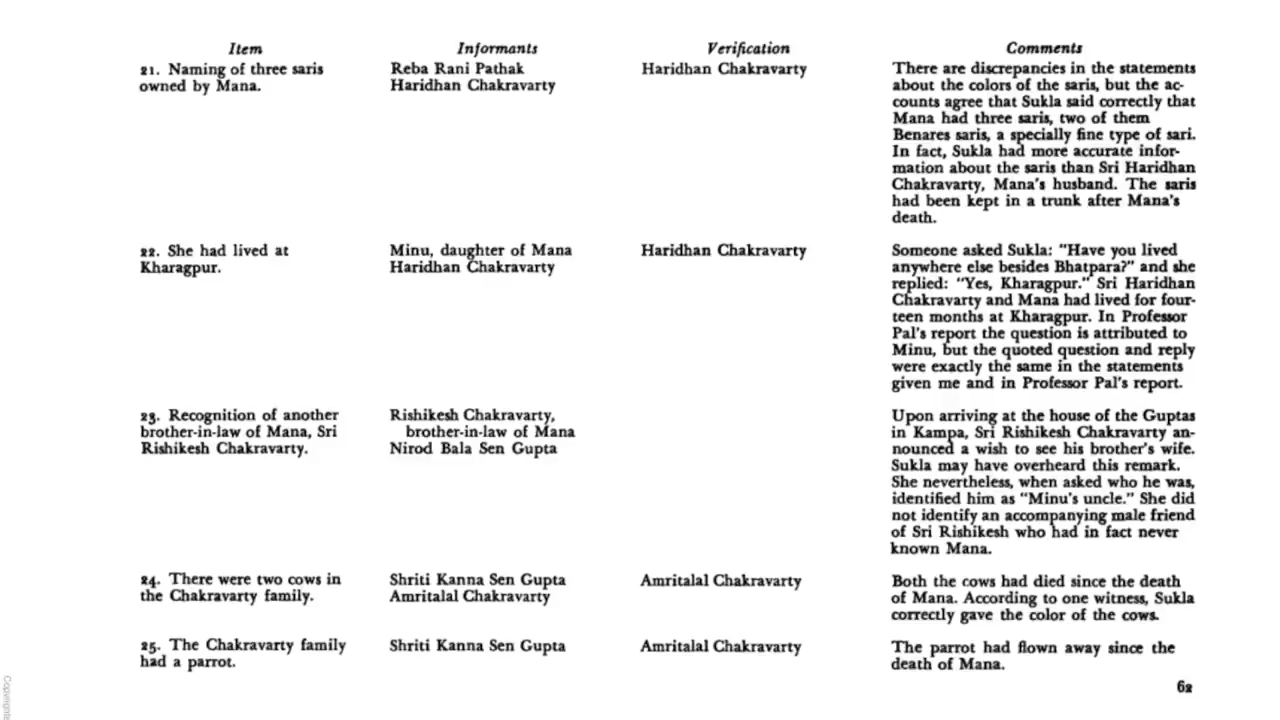 Item Informants Verification Comments
21. Naming of three saris
owned by Mana.
Reba Rani Pathak
Haridhan Chakravarty
Haridhan Chakravarty
There are discrepancies in the statements
about the colors of the saris, but the ac-
counts agree that Sukla said correctly that
Mana had three saris, two of them
Benares saris, a specially fine type of sari.
In fact, Sukla had more accurate infor-
mation about the saris than Sri Haridhan
Chakravarty, Mana's husband. The saris
had been kept in a trunk after Mana's
death.
22. She had lived at
Kharagpur.
Minu, daughter of Mana
Haridhan Chakravarty
Haridhan Chakravarty
Someone asked Sukla: "Have you lived
anywhere else besides Bhatpara?" and she
replied: "Yes, Kharagpur." Sri Haridhan
Chakravarty and Mana had lived for four-
teen months at Kharagpur. In Professor
Pal's report the question is attributed to
Minu, but the quoted question and reply
were exactly the same in the statements
given me and in Professor Pal's report.
23. Recognition of another
brother-in-law of Mana, Sri
Rishikesh Chakravarty.
Rishikesh Chakravarty,
brother-in-law of Mana
Nirod Bala Sen Gupta
Upon arriving at the house of the Guptas
in Kampa, Sri Rishikesh Chakravarty an-
nounced a wish to see his brother's wife.
Sukla may have overheard this remark.
She nevertheless, when asked who he was,
identified him as "Minu's uncle." She did
not identify an accompanying male friend
of Sri Rishikesh who had in fact never
known Mana.
24. There were two cows in
the Chakravarty family.
Shriti Kanna Sen Gupta
Amritalal Chakravarty
Amritalal Chakravarty
Both the cows had died since the death
of Mana. According to one witness, Sukla
correctly gave the color of the cows.
25. The Chakravarty family
had a parrot.
Shriti Kanna Sen Gupta
Amritalal Chakravarty
The parrot had flown away since the
death of Mana.
62